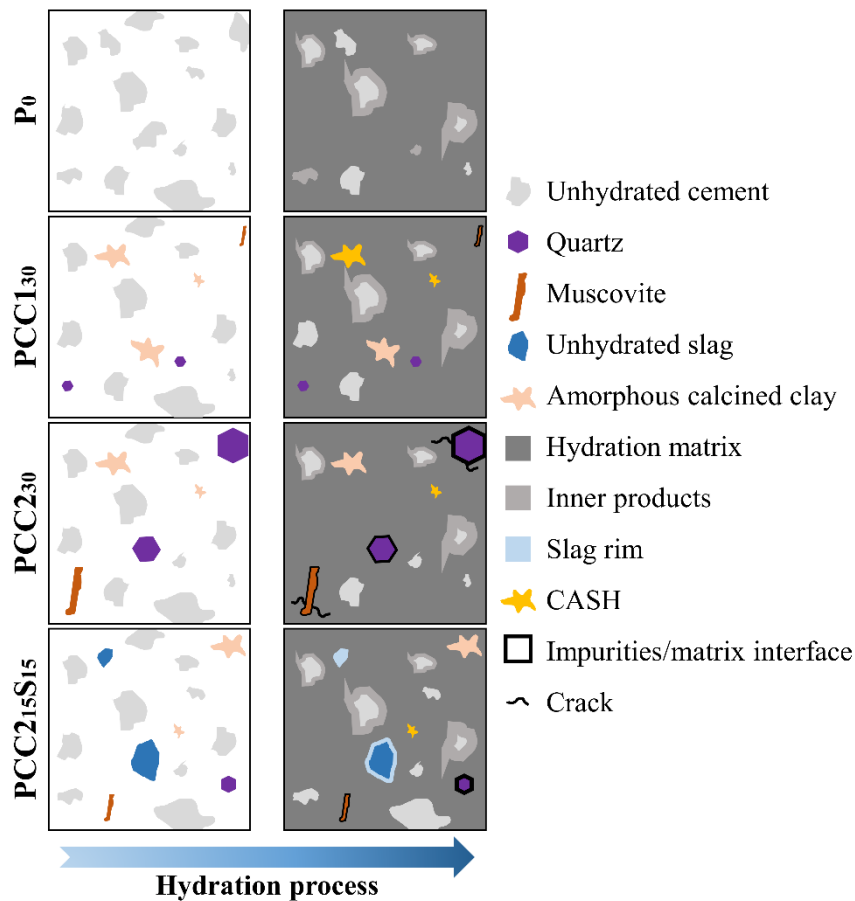 P0
PCC130
PCC230
PCC215S15
Unhydrated cement
Quartz
Muscovite
Unhydrated slag
Amorphous calcined clay
Hydration matrix
Inner products
Slag rim
CASH
Impurities/matrix interface
Crack
Hydration process